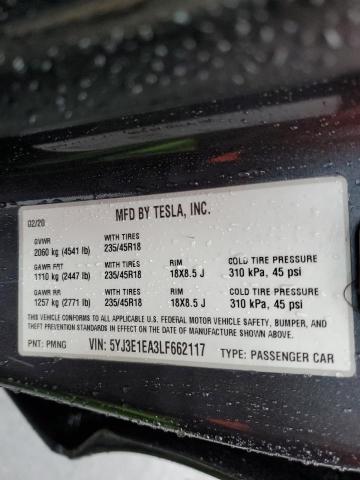 02/20
MFD BY TESLA, INC.
GVWR WITH TIRES
2060 kg (4541 lb) 235/45R18
GAWR FRT WITH TIRES RIM COLD TIRE PRESSURE
1110 kg (2447 lb) 235/45R18 18X8.5 J 310 kPa, 45 psi
GAWR RR WITH TIRES RIM COLD TIRE PRESSURE
1257 kg (2771 lb) 235/45R18 18X8.5 J 310 kPa, 45 psi
THIS VEHICLE CONFORMS TO ALL APPLICABLE U.S. FEDERAL MOTOR VEHICLE SAFETY, BUMPER, AND
THEFT PREVENTION STANDARDS IN EFFECT ON THE DATE OF MANUFACTURE SHOWN ABOVE.
PNT: PMNG VIN: 5YJ3E1EA3LF662117 TYPE: PASSENGER CAR